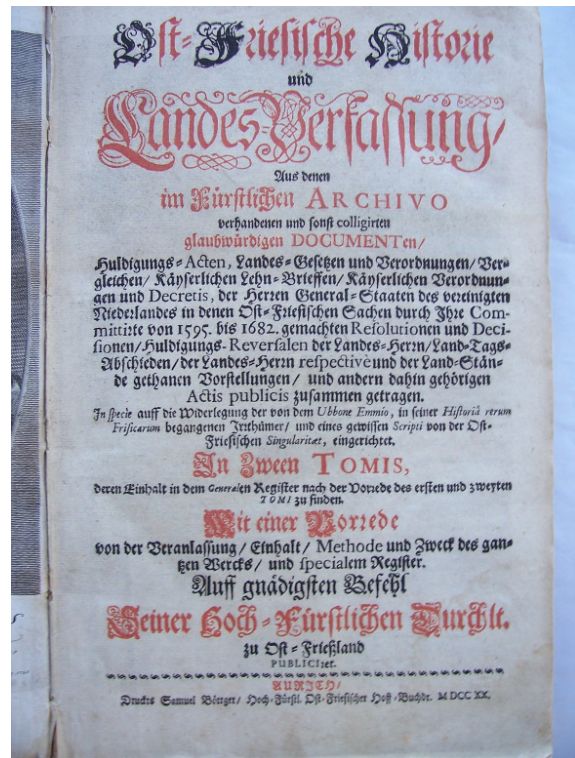 Ost-Friesische Historie
und
Landes-Verfassung/
Aus denen
im Fürstlichen ARCHIVO
verhandenen und sonst colligirten
glaubwürdigen DOCUMENTen/
Huldigungs-Acten, Landes-Gesetzen und Verordnungen/ Ver-
gleichen/ Käyserlichen Lehn-Brieffen/ Käyserlichen Verordnun-
gen und Decretis, der Herren General-Staaten des vereinigten
Niederlandes in denen Ost-Friesischen Sachen durch Ihre Com-
mittirte von 1595. bis 1682. gemachten Resolutionen und Deci-
sionen/ Huldigungs-Reversalen der Landes-Herrn/ Land-Tags-
Abschieden/ der Landes-Herrn respectivè und der Land-Stän-
de gethanen Vorstellungen/ und andern dahin gehörigen
Actis publicis zusammen getragen.
In specie auff die Widerlegung der von dem Ubbone Emmio, in seiner Historiâ rerum
Frisicarum begangenen Irrthümer/ und eines gewissen Scripti von der Ost-
Friesischen Singularitæt, eingerichtet.
In Zween TOMIS,
deren Einhalt in dem Generalen Register nach der Vorrede des ersten und zweyten
TOMI zu finden.
Mit einer Vorrede
von der Veranlassung/ Einhalt/ Methode und Zweck des gan-
tzen Wercks/ und specialem Register.
Auff gnädigsten Befehl
Seiner Hoch-Fürstlichen Durchlt.
zu Ost-Frießland
PUBLICIret.
AURICH/
Druckts Samuel Böttger/ Hoch-Fürstl. Ost-Friesischer Hoff-Buchdr. M DCC XX.